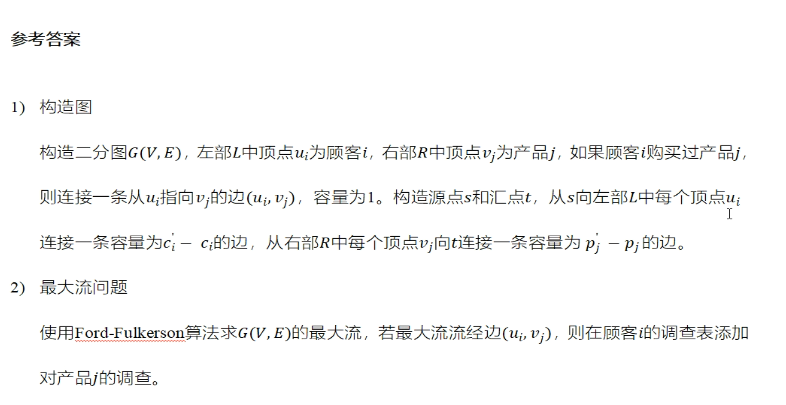 参考答案
1) 构造图
构造二分图G(V, E)，左部L中顶点uᵢ为顾客i，右部R中顶点vⱼ为产品j，如果顾客i购买过产品j，
则连接一条从uᵢ指向vⱼ的边(uᵢ, vⱼ)，容量为1。构造源点s和汇点t，从s向左部L中每个顶点uᵢ
连接一条容量为cᵢ' − cᵢ的边，从右部R中每个顶点vⱼ向t连接一条容量为 pⱼ' − pⱼ的边。
2) 最大流问题
使用Ford-Fulkerson算法求G(V, E)的最大流，若最大流流经边(uᵢ, vⱼ)，则在顾客i的调查表添加
对产品j的调查。